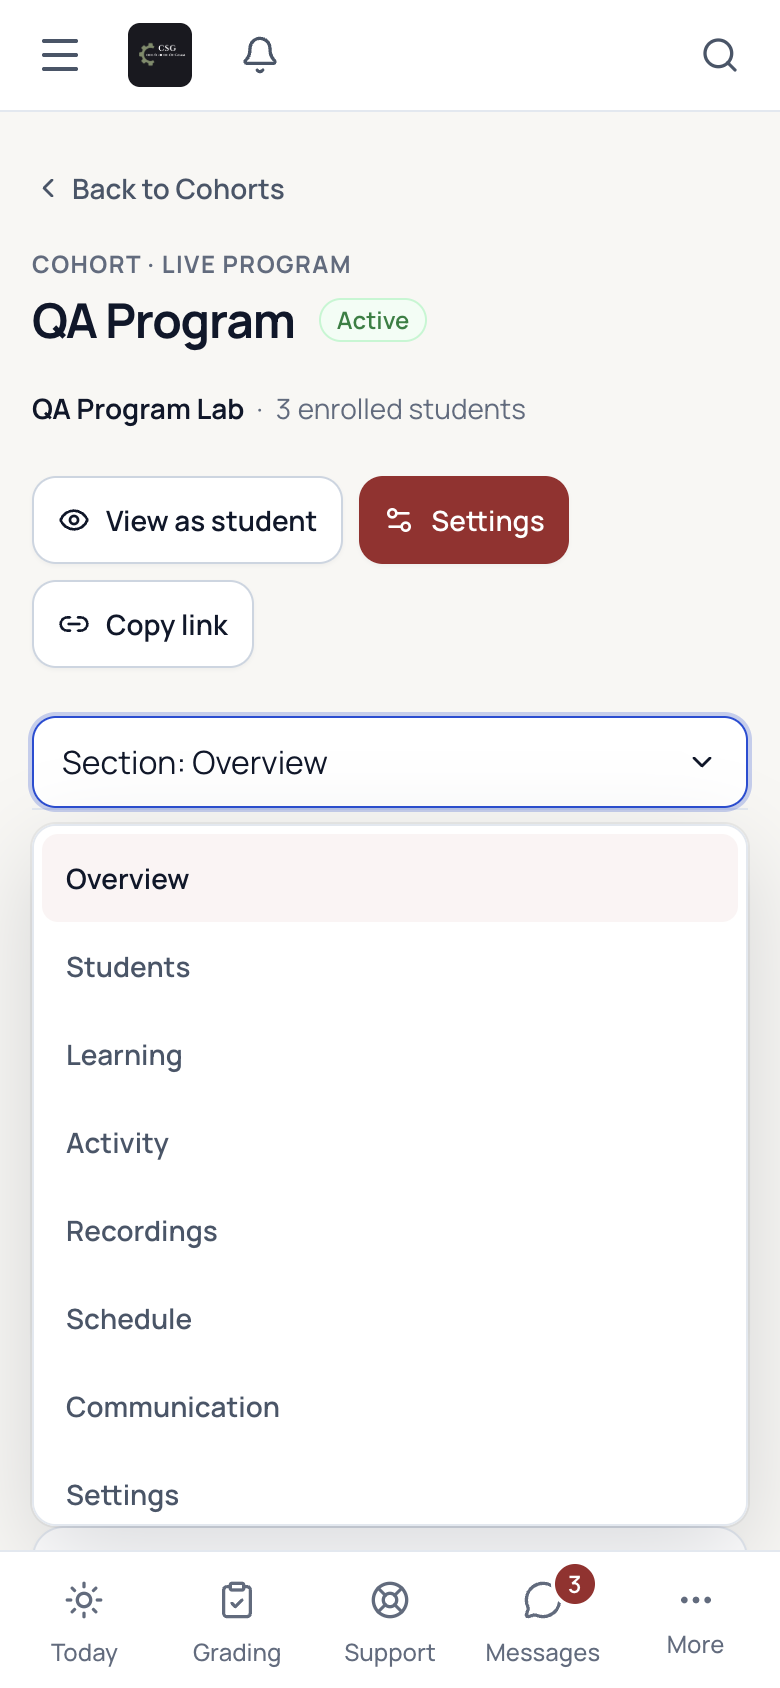 CSG
Back to Cohorts
COHORT · LIVE PROGRAM
QA Program Active
QA Program Lab · 3 enrolled students
View as student Settings
Copy link
Section: Overview
Overview
Students
Learning
Activity
Recordings
Schedule
Communication
Settings
3
Today Grading Support Messages More